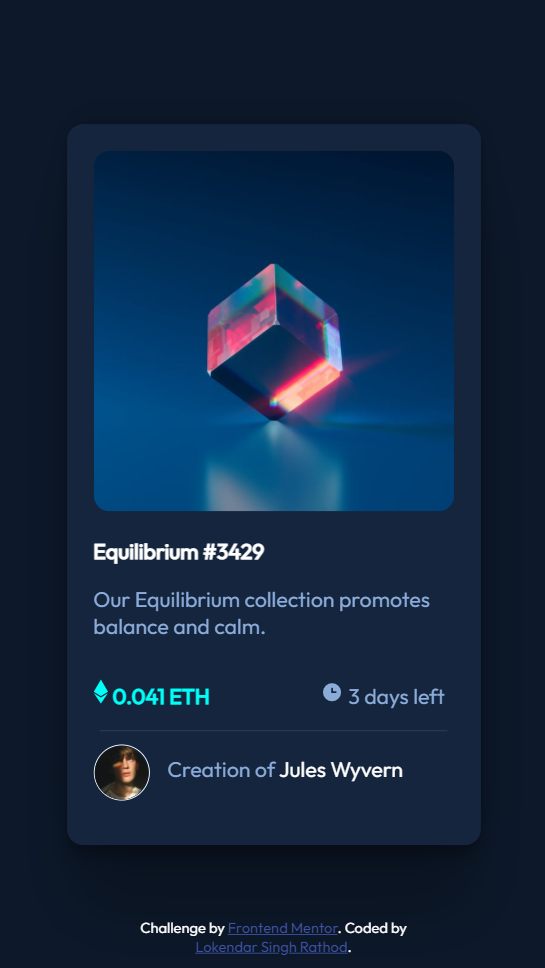 Equilibrium #3429
Our Equilibrium collection promotes
balance and calm.
0.041 ETH
3 days left
Creation of Jules Wyvern
Challenge by Frontend Mentor. Coded by
Lokendar Singh Rathod.